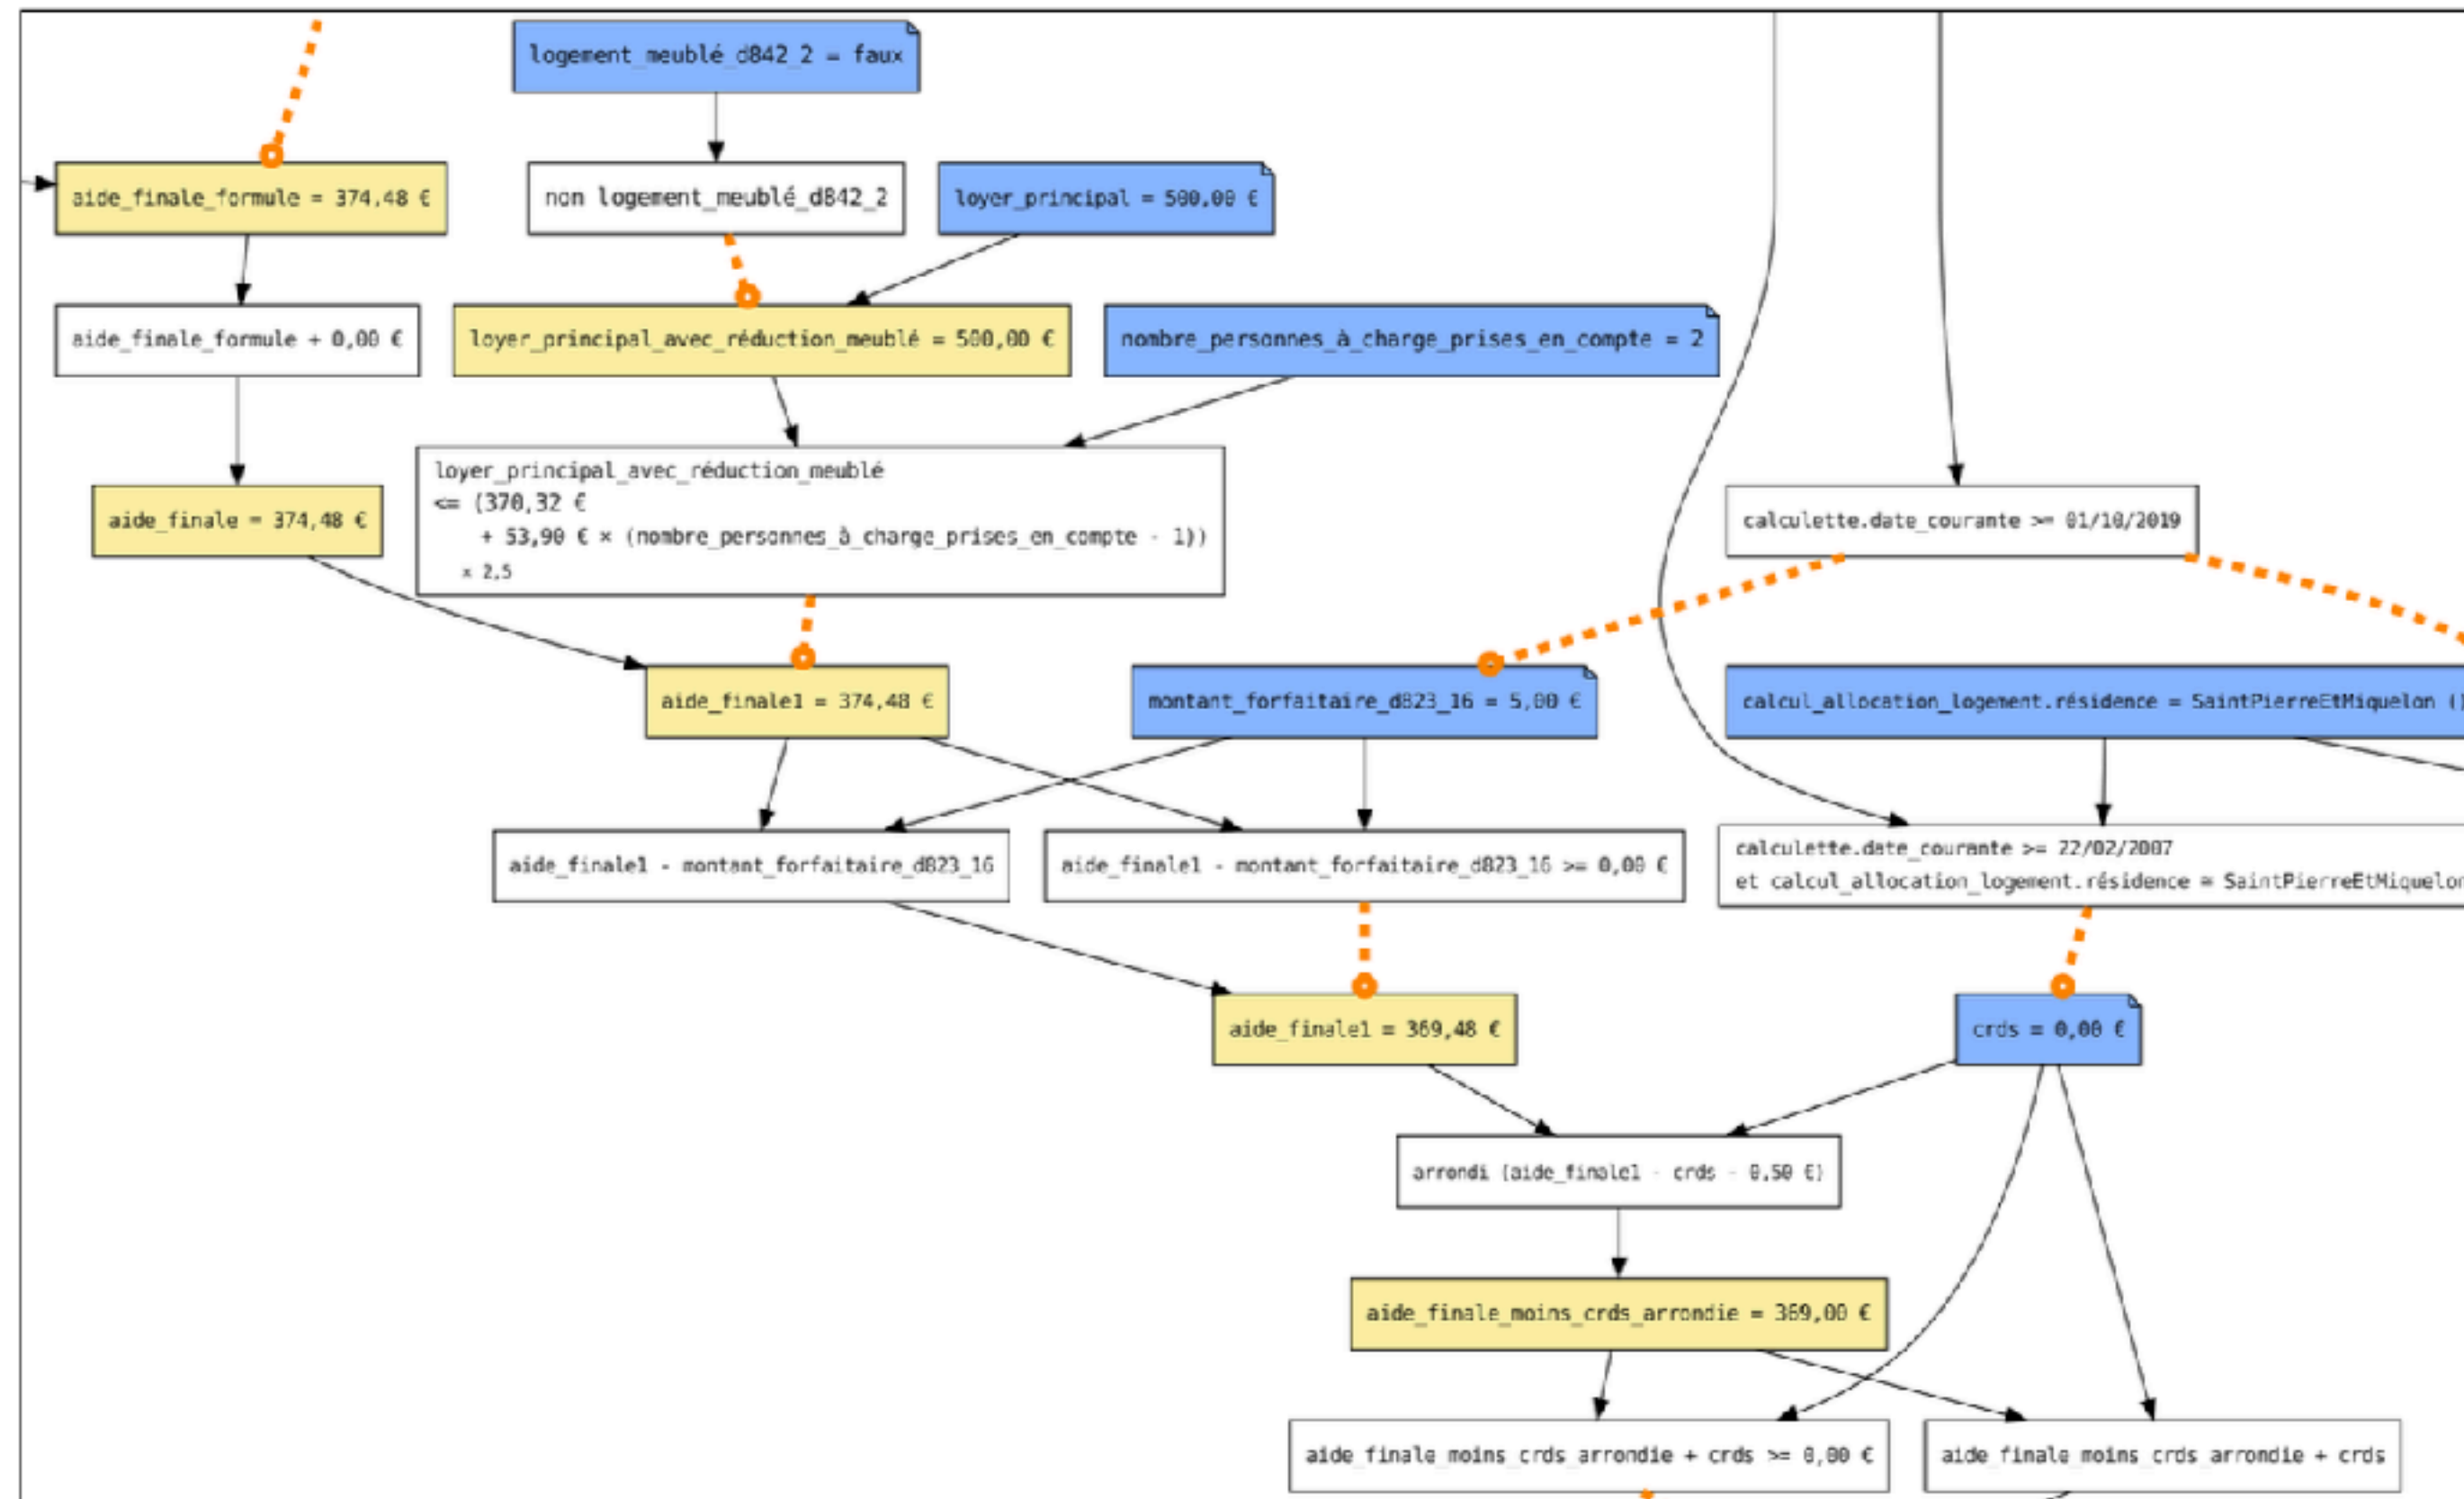 logement_meublé_d842_2 = faux
aide_finale_formule = 374,48 €
non logement_meublé_d842_2
loyer_principal = 500,00 €
aide_finale_formule + 0,00 €
loyer_principal_avec_réduction_meublé = 500,00 €
nombre_personnes_à_charge_prises_en_compte = 2
aide_finale = 374,48 €
loyer_principal_avec_réduction_meublé
<= (370,32 €
+ 53,90 € × (nombre_personnes_à_charge_prises_en_compte - 1))
× 2,5
calculette.date_courante >= 01/10/2019
aide_finale1 = 374,48 €
montant_forfaitaire_d823_16 = 5,00 €
calcul_allocation_logement.résidence = SaintPierreEtMiquelon ()
aide_finale1 - montant_forfaitaire_d823_16
aide_finale1 - montant_forfaitaire_d823_16 >= 0,00 €
calculette.date_courante >= 22/02/2007
et calcul_allocation_logement.résidence ≅ SaintPierreEtMiquelon
aide_finale1 = 369,48 €
crds = 0,00 €
arrondi (aide_finale1 - crds - 0,50 €)
aide_finale_moins_crds_arrondie = 369,00 €
aide_finale_moins_crds_arrondie + crds >= 0,00 €
aide_finale_moins_crds_arrondie + crds